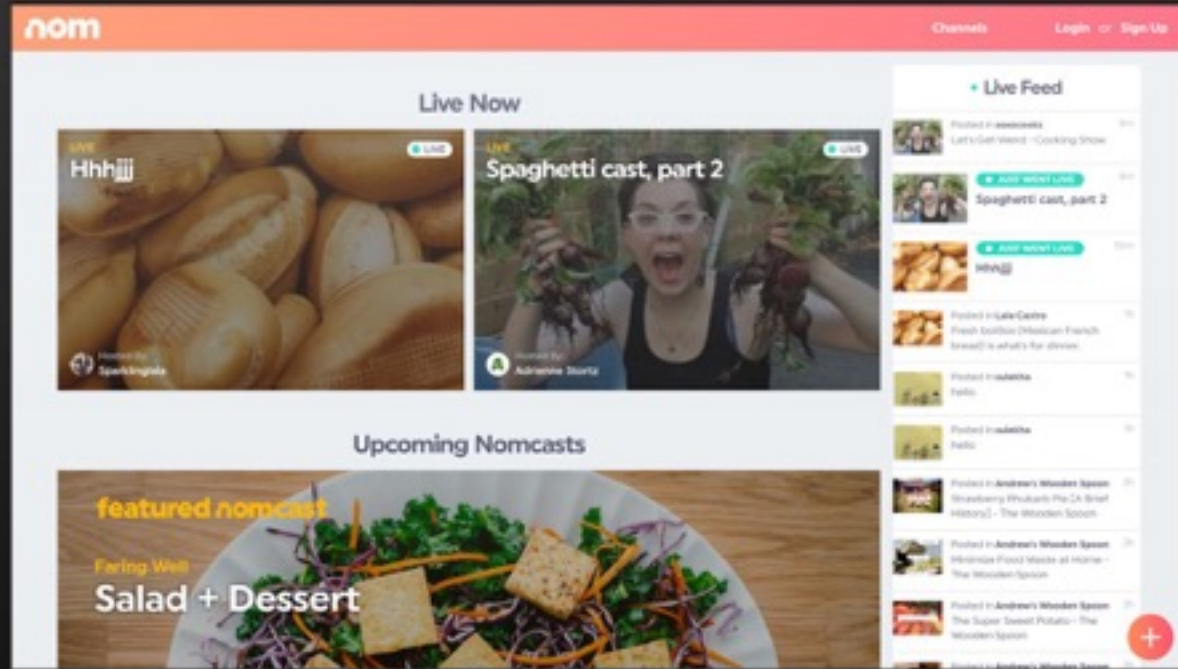 nom
Channels
Login or Sign Up
Live Now
LIVE
Hhhjjjj
LIVE
Hosted By:
Sparklinglala
LIVE
Spaghetti cast, part 2
LIVE
Hosted By:
Adrienne Stortz
Upcoming Nomcasts
featured nomcast
Faring Well
Salad + Dessert
Live Feed
Posted in
Let's Get Weird - Cooking Show
JUST WENT LIVE
Spaghetti cast, part 2
JUST WENT LIVE
Hhhjjjj
Posted in Lala Castro
Fresh bolillos (Mexican French
bread) is what's for dinner.
Posted in
hello
Posted in
hello
Posted in Andrew's Wooden Spoon
Strawberry Rhubarb Pie (A Brief
History) - The Wooden Spoon
Posted in Andrew's Wooden Spoon
Minimize Food Waste at Home -
The Wooden Spoon
Posted in Andrew's Wooden Spoon
The Super Sweet Potato - The
Wooden Spoon